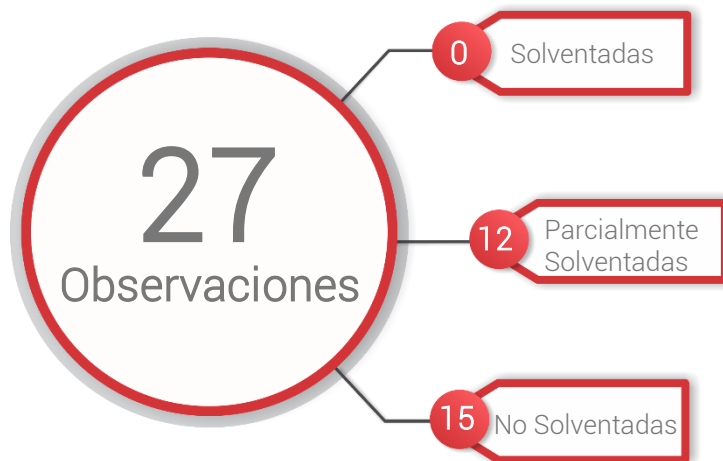 27
Observaciones
0
Solventadas
12
Parcialmente
Solventadas
15
No Solventadas